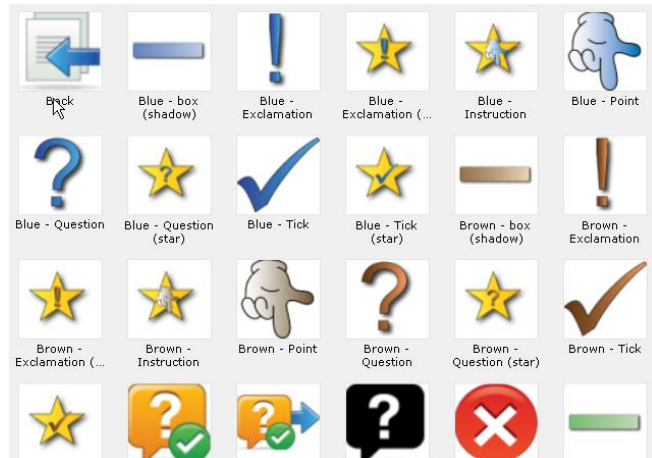 Back
Blue - box
(shadow)
Blue -
Exclamation
Blue -
Exclamation (...
Blue -
Instruction
Blue - Point
Blue - Question
Blue - Question
(star)
Blue - Tick
Blue - Tick
(star)
Brown - box
(shadow)
Brown -
Exclamation
Brown -
Exclamation (...
Brown -
Instruction
Brown - Point
Brown -
Question
Brown -
Question (star)
Brown - Tick